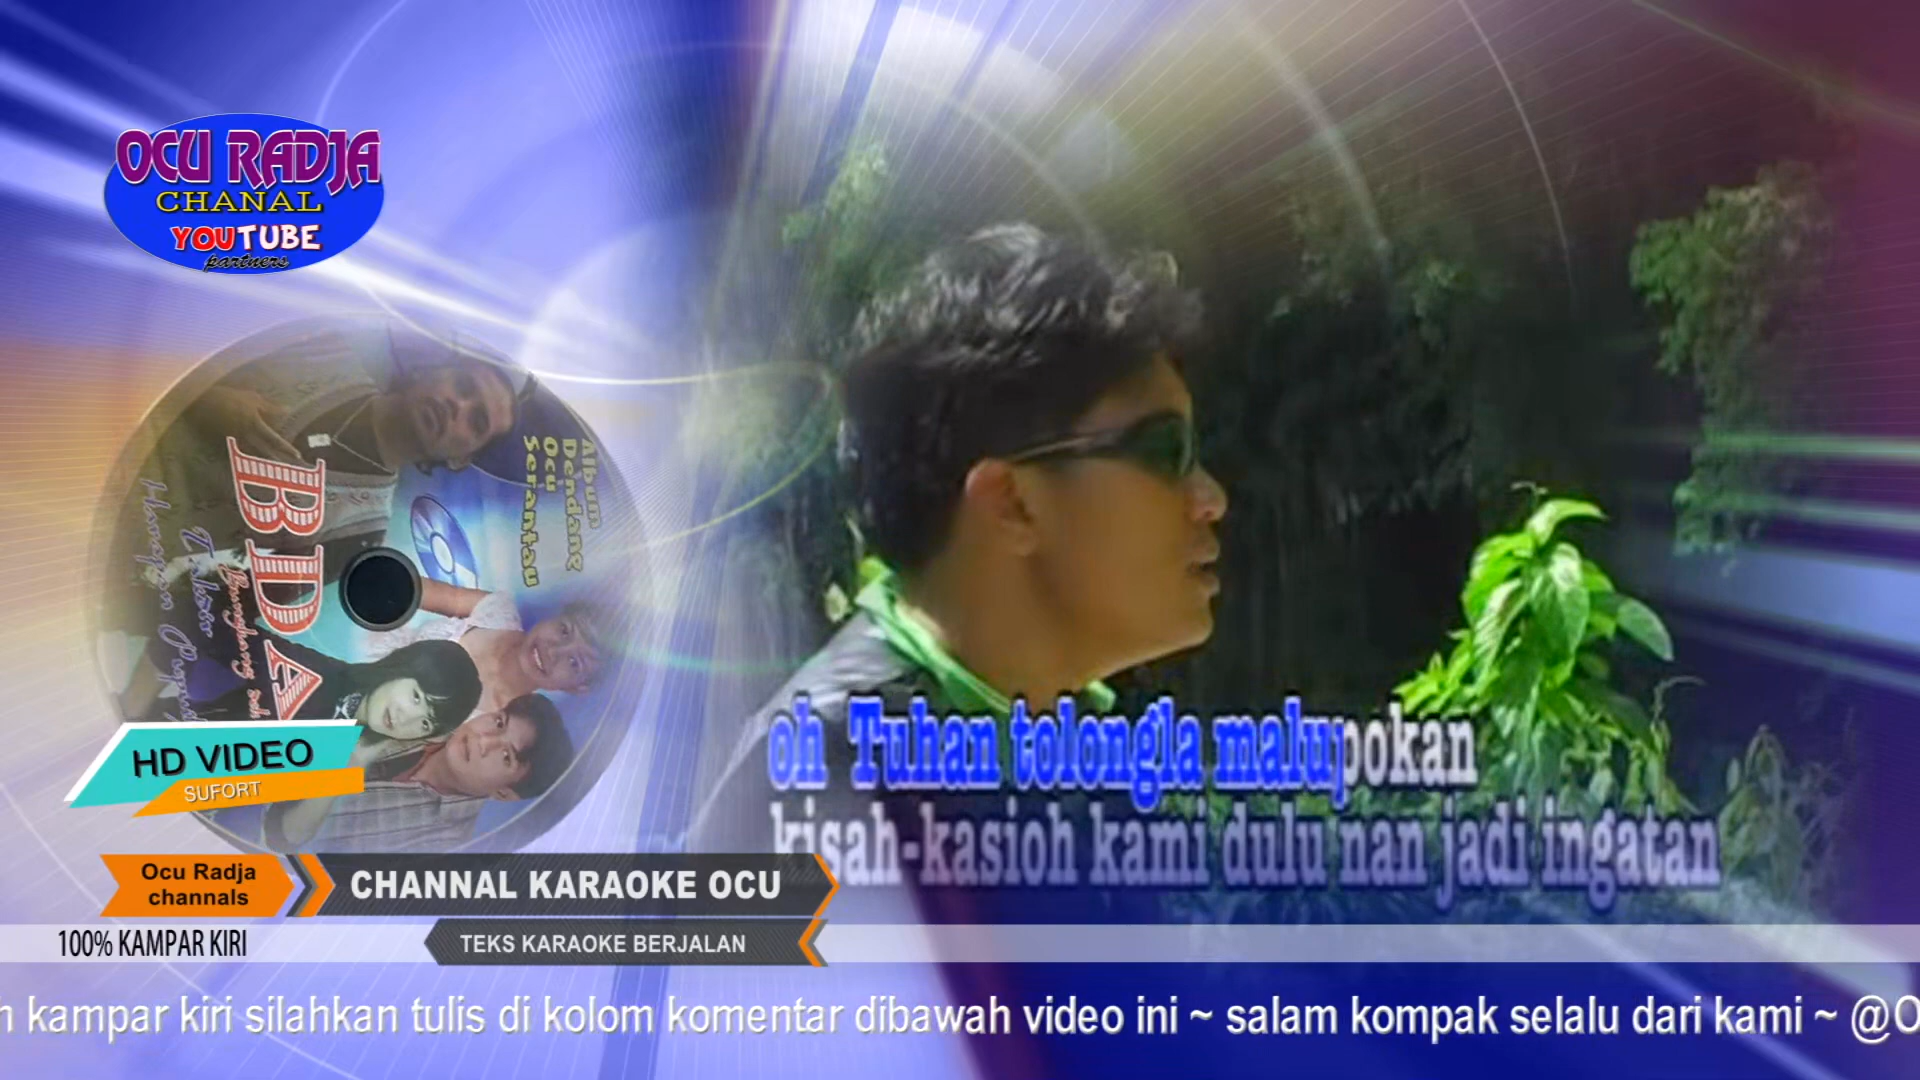 OCU RADJA
CHANAL
YOUTUBE
partners
Album
Dendang
Ocu
Serantau
BIDA
HD VIDEO
SUFORT
oh Tuhan tolongla malupokan
kisah-kasioh kami dulu nan jadi ingatan
Ocu Radja
channals
CHANNAL KARAOKE OCU
100% KAMPAR KIRI
TEKS KARAOKE BERJALAN
kampar kiri silahkan tulis di kolom komentar dibawah video ini ~ salam kompak selalu dari kami ~ @O